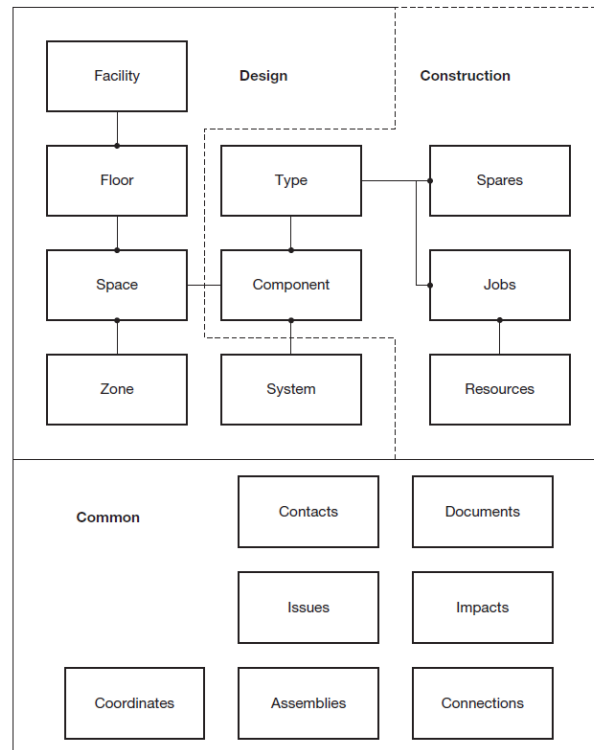 Facility
Design
Construction
Floor
Type
Spares
Space
Component
Jobs
Zone
System
Resources
Common
Contacts
Documents
Issues
Impacts
Coordinates
Assemblies
Connections